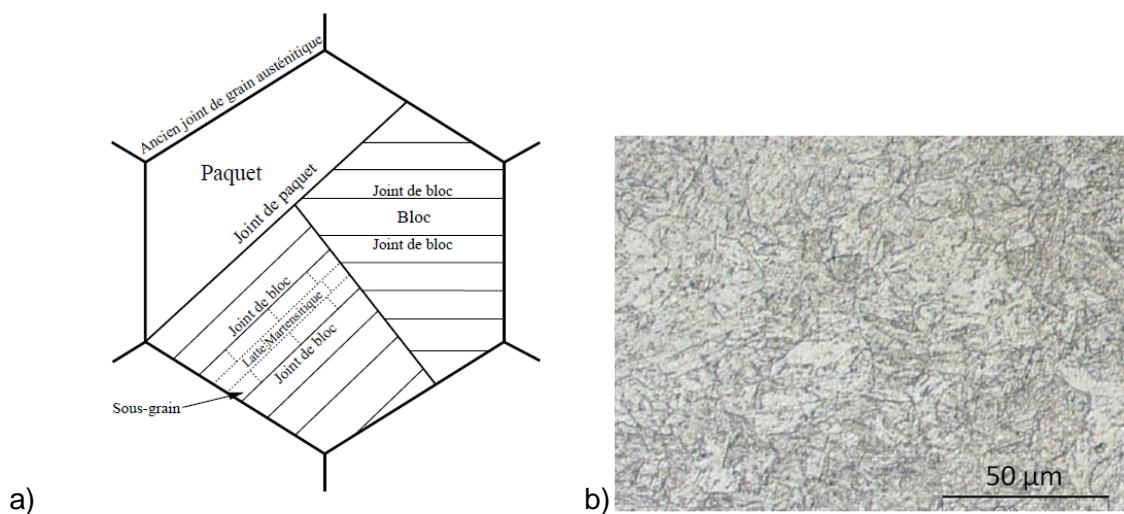 Ancien joint de grain austénitique
Paquet
Joint de paquet
Joint de bloc
Bloc
Joint de bloc
Joint de bloc
Latte Martensitique
Joint de bloc
Sous-grain
a)
b)
50 µm